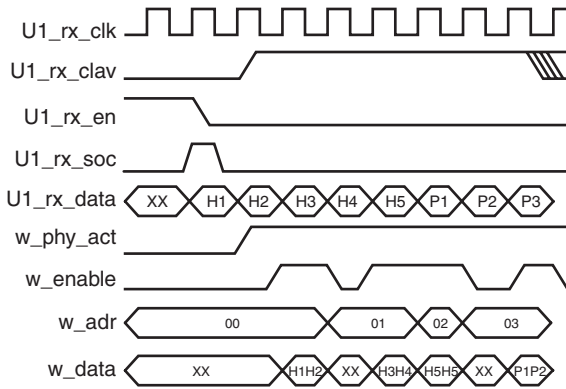 U1_rx_clk
U1_rx_clav
U1_rx_en
U1_rx_soc
U1_rx_data XX H1 H2 H3 H4 H5 P1 P2 P3
w_phy_act
w_enable
w_adr 00 01 02 03
w_data XX H1H2 XX H3H4 H5H5 XX P1P2